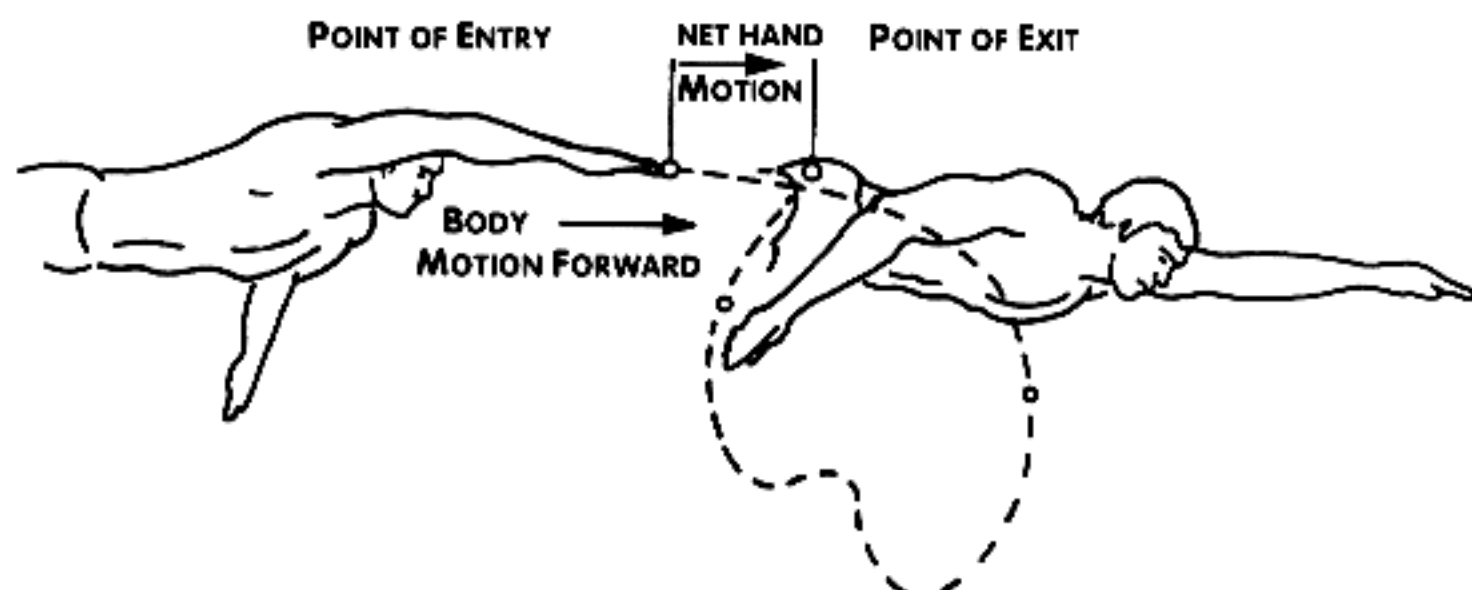 POINT OF ENTRY
NET HAND
MOTION
POINT OF EXIT
BODY
MOTION FORWARD